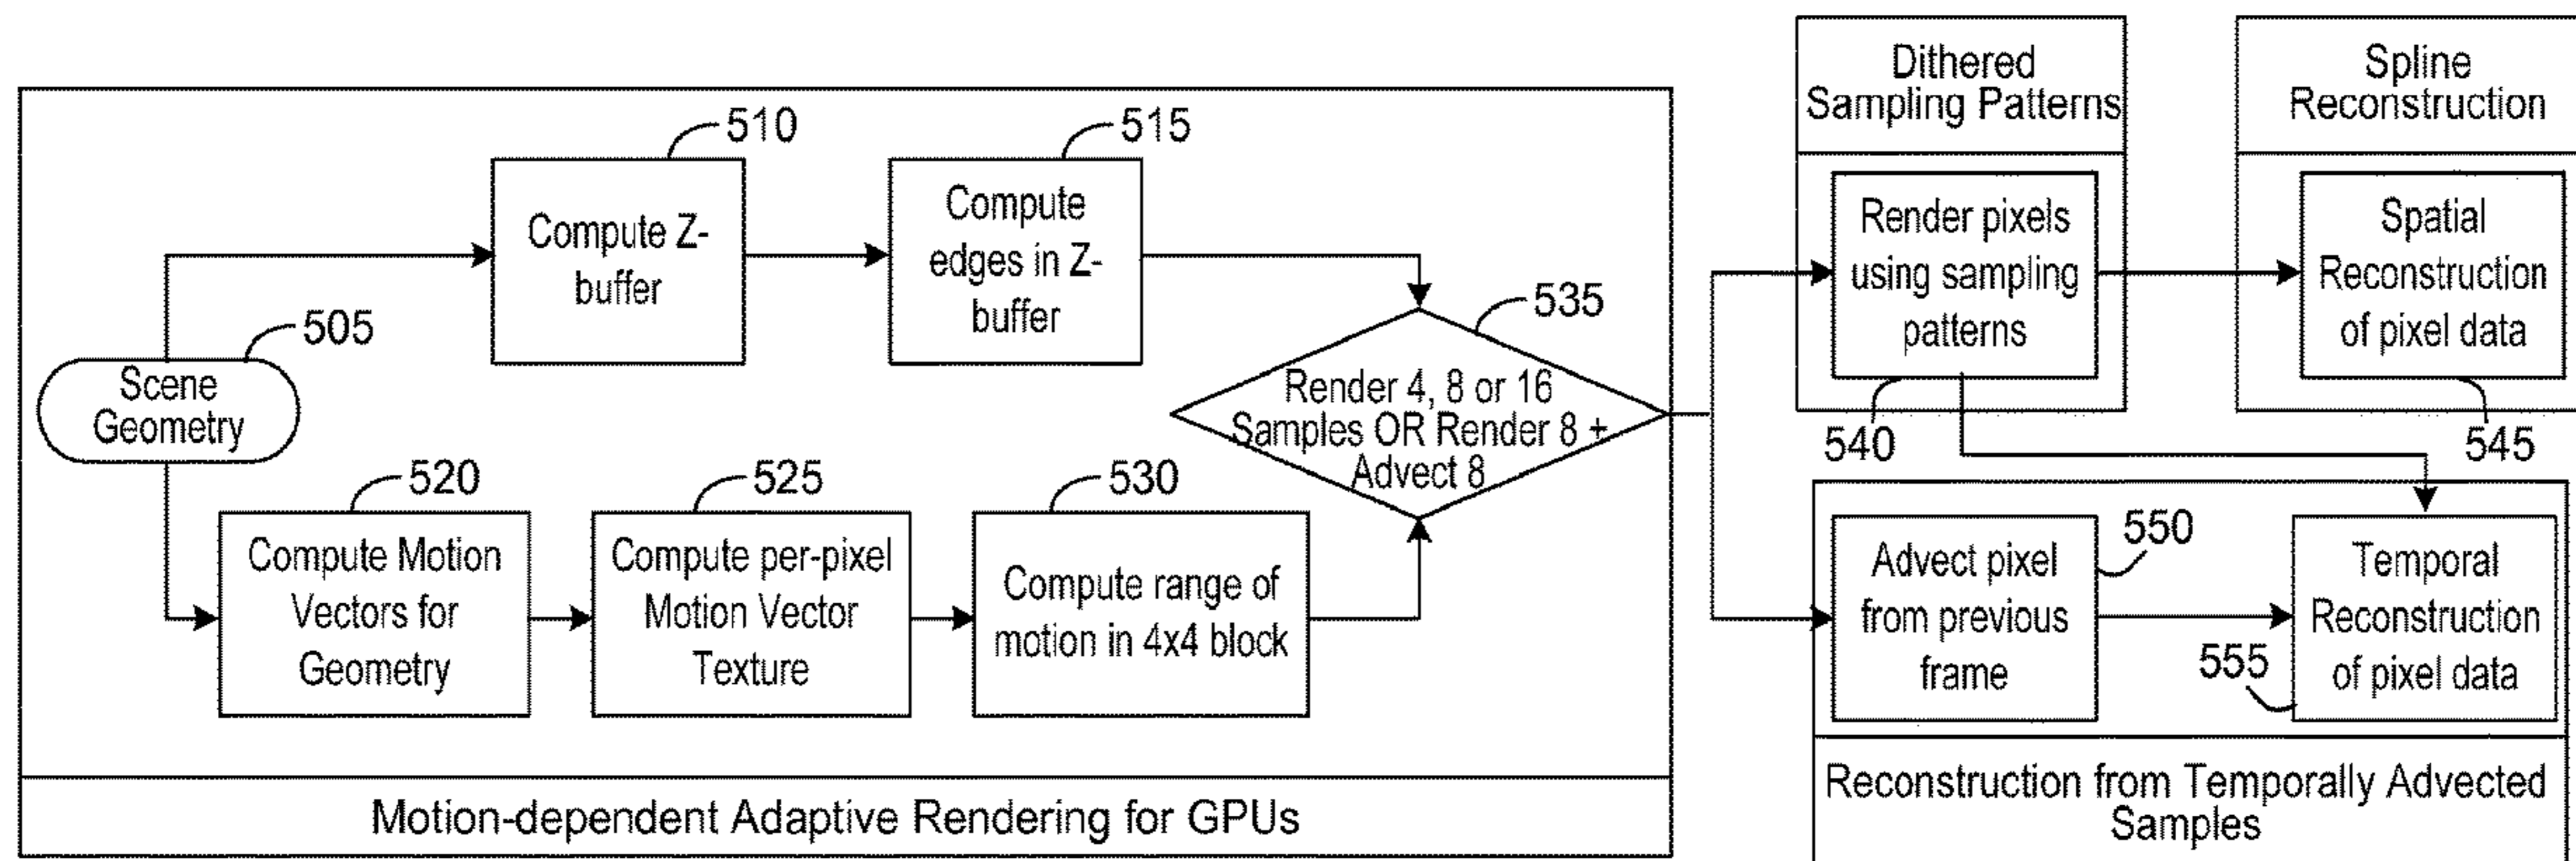 Dithered
Sampling Patterns
Spline
Reconstruction
510
515
Compute Z-
buffer
Compute
edges in Z-
buffer
505
Scene
Geometry
535
Render 4, 8 or 16
Samples OR Render 8 +
Advect 8
520
525
530
Compute Motion
Vectors for
Geometry
Compute per-pixel
Motion Vector
Texture
Compute range of
motion in 4x4 block
Motion-dependent Adaptive Rendering for GPUs
Render pixels
using sampling
patterns
540
Spatial
Reconstruction
of pixel data
545
Advect pixel
from previous
frame
550
555
Temporal
Reconstruction
of pixel data
Reconstruction from Temporally Advected
Samples